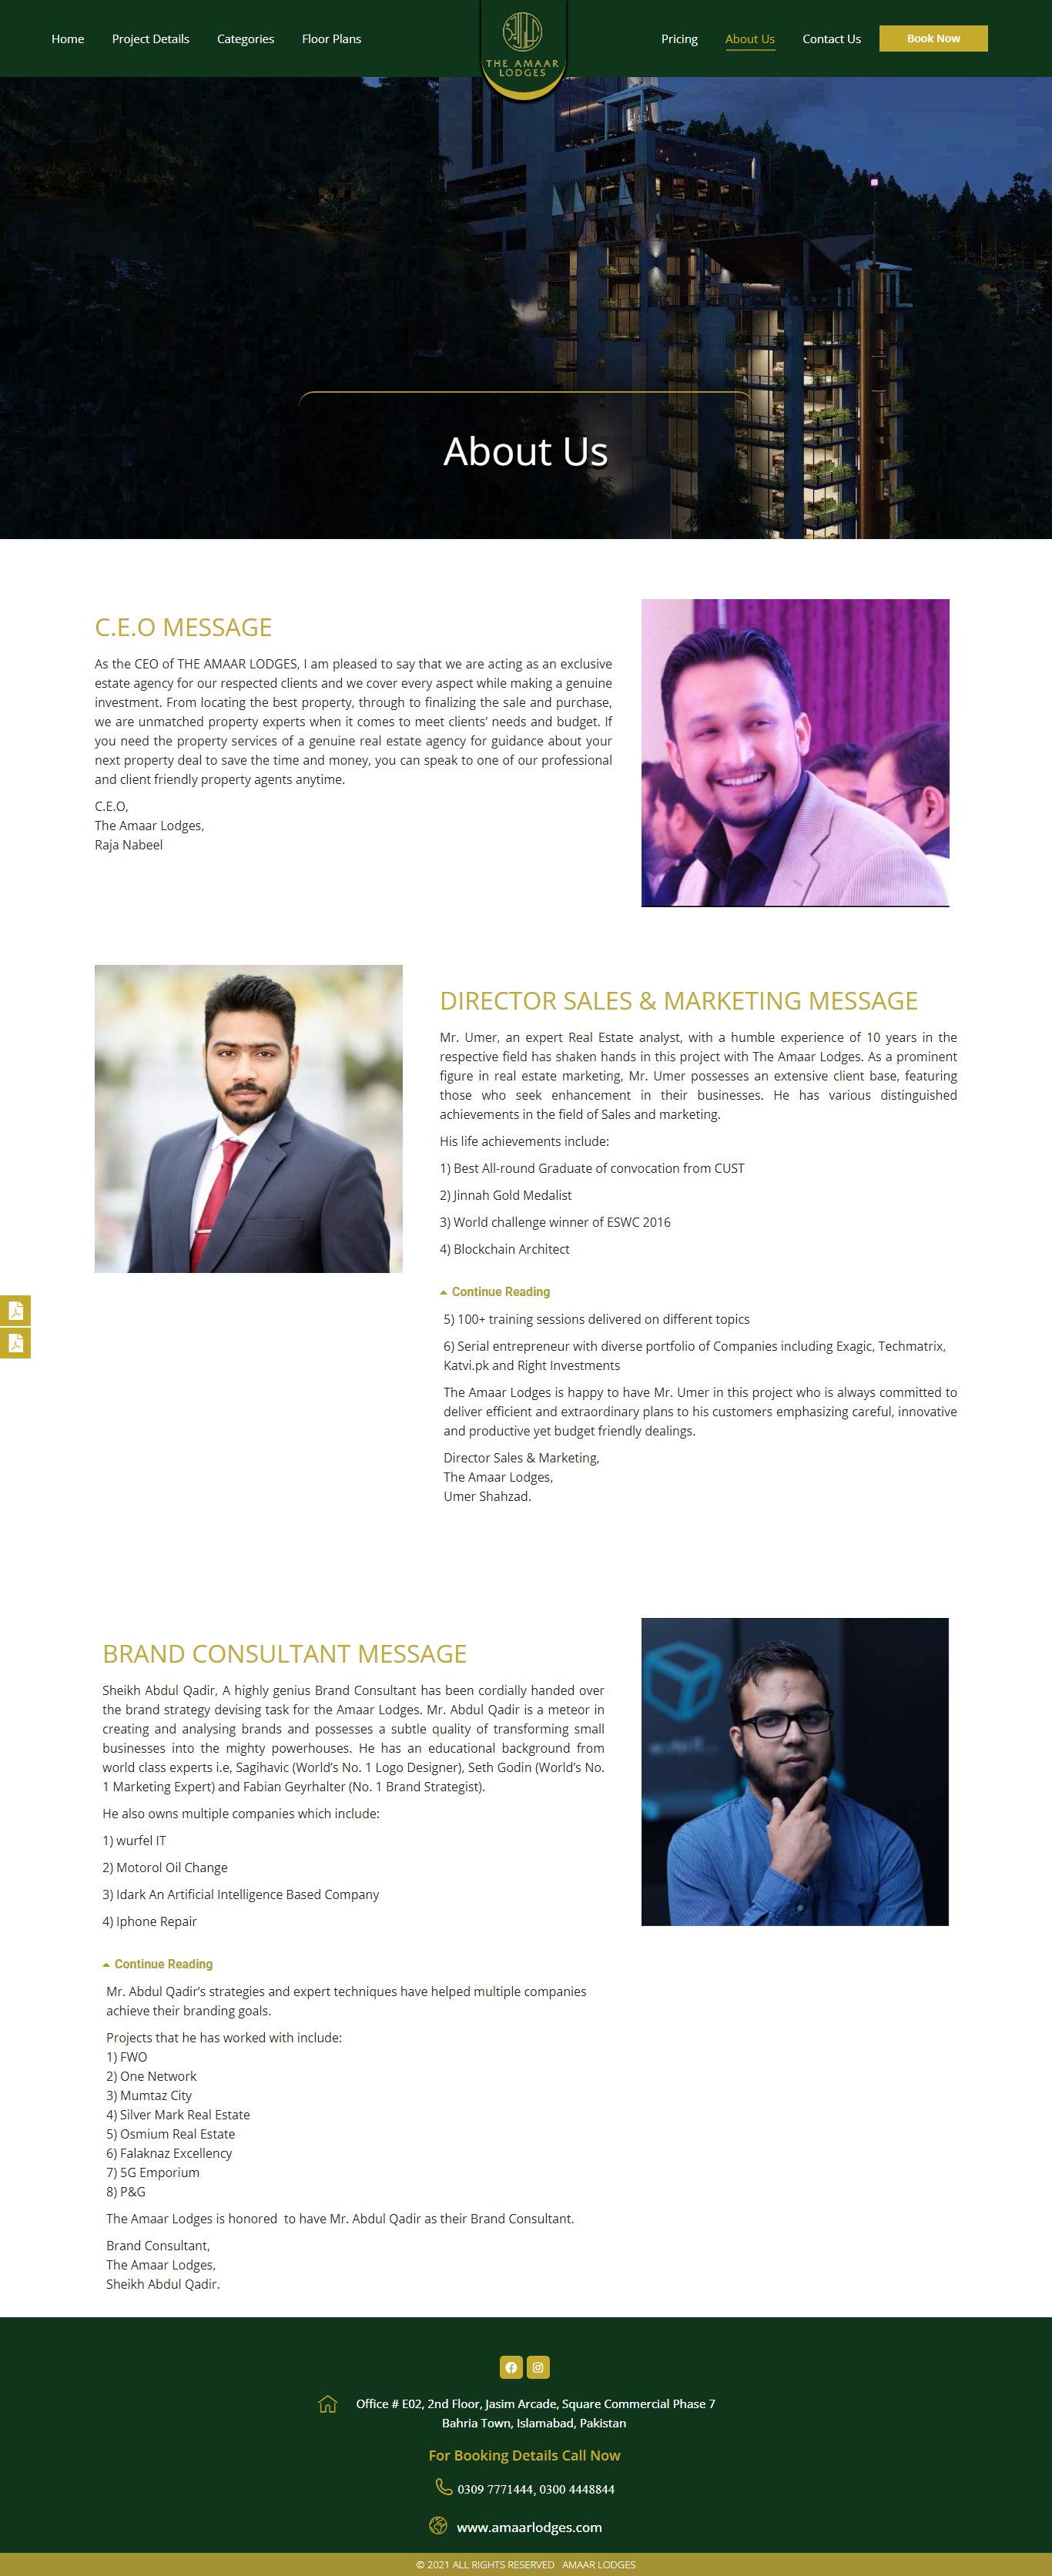 Home Project Details Categories Floor Plans
THE AMAAR
LODGES
Pricing About Us Contact Us Book Now
About Us
C.E.O MESSAGE
As the CEO of THE AMAAR LODGES, I am pleased to say that we are acting as an exclusive
estate agency for our respected clients and we cover every aspect while making a genuine
investment. From locating the best property, through to finalizing the sale and purchase,
we are unmatched property experts when it comes to meet clients’ needs and budget. If
you need the property services of a genuine real estate agency for guidance about your
next property deal to save the time and money, you can speak to one of our professional
and client friendly property agents anytime.
C.E.O,
The Amaar Lodges,
Raja Nabeel
DIRECTOR SALES & MARKETING MESSAGE
Mr. Umer, an expert Real Estate analyst, with a humble experience of 10 years in the
respective field has shaken hands in this project with The Amaar Lodges. As a prominent
figure in real estate marketing, Mr. Umer possesses an extensive client base, featuring
those who seek enhancement in their businesses. He has various distinguished
achievements in the field of Sales and marketing.
His life achievements include:
1) Best All-round Graduate of convocation from CUST
2) Jinnah Gold Medalist
3) World challenge winner of ESWC 2016
4) Blockchain Architect
Continue Reading
5) 100+ training sessions delivered on different topics
6) Serial entrepreneur with diverse portfolio of Companies including Exagic, Techmatrix,
Katvi.pk and Right Investments
The Amaar Lodges is happy to have Mr. Umer in this project who is always committed to
deliver efficient and extraordinary plans to his customers emphasizing careful, innovative
and productive yet budget friendly dealings.
Director Sales & Marketing,
The Amaar Lodges,
Umer Shahzad.
BRAND CONSULTANT MESSAGE
Sheikh Abdul Qadir, A highly genius Brand Consultant has been cordially handed over
the brand strategy devising task for the Amaar Lodges. Mr. Abdul Qadir is a meteor in
creating and analysing brands and possesses a subtle quality of transforming small
businesses into the mighty powerhouses. He has an educational background from
world class experts i.e, Sagihavic (World’s No. 1 Logo Designer), Seth Godin (World’s No.
1 Marketing Expert) and Fabian Geyrhalter (No. 1 Brand Strategist).
He also owns multiple companies which include:
1) wurfel IT
2) Motorol Oil Change
3) Idark An Artificial Intelligence Based Company
4) Iphone Repair
Continue Reading
Mr. Abdul Qadir’s strategies and expert techniques have helped multiple companies
achieve their branding goals.
Projects that he has worked with include:
1) FWO
2) One Network
3) Mumtaz City
4) Silver Mark Real Estate
5) Osmium Real Estate
6) Falaknaz Excellency
7) 5G Emporium
8) P&G
The Amaar Lodges is honored  to have Mr. Abdul Qadir as their Brand Consultant.
Brand Consultant,
The Amaar Lodges,
Sheikh Abdul Qadir.
Office # E02, 2nd Floor, Jasim Arcade, Square Commercial Phase 7
Bahria Town, Islamabad, Pakistan
For Booking Details Call Now
0309 7771444, 0300 4448844
www.amaarlodges.com
© 2021 ALL RIGHTS RESERVED   AMAAR LODGES